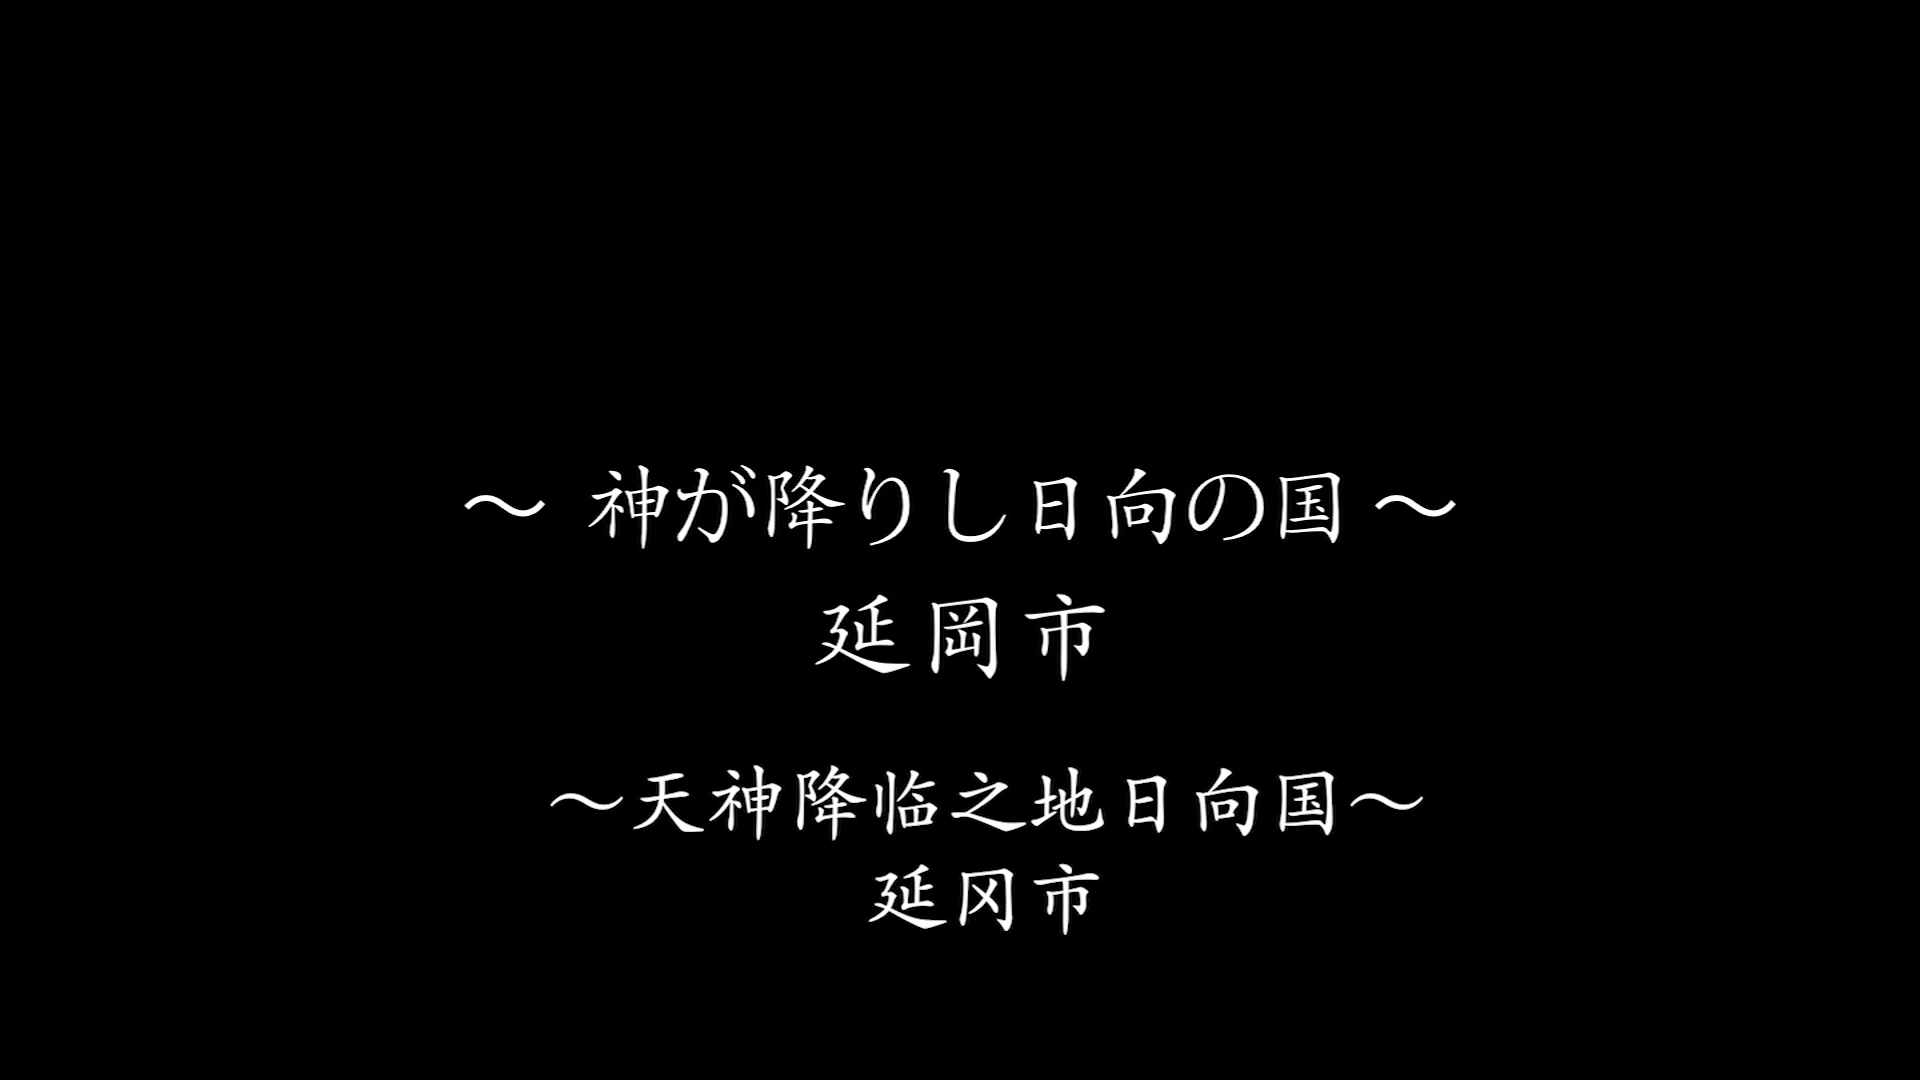 ～ 神が降りし日向の国 ～
延岡市
～天神降临之地日向国～
延冈市